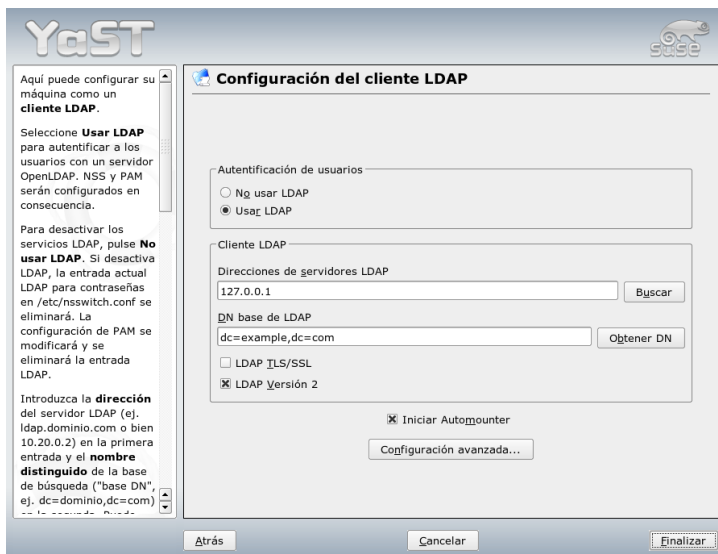 YaST
suse
Aquí puede configurar su
máquina como un
cliente LDAP.
Seleccione Usar LDAP
para autentificar a los
usuarios con un servidor
OpenLDAP. NSS y PAM
serán configurados en
consecuencia.
Para desactivar los
servicios LDAP, pulse No
usar LDAP. Si desactiva
LDAP, la entrada actual
LDAP para contraseñas
en /etc/nsswitch.conf se
eliminará. La
configuración de PAM se
modificará y se
eliminará la entrada
LDAP.
Introduzca la dirección
del servidor LDAP (ej.
ldap.dominio.com o bien
10.20.0.2) en la primera
entrada y el nombre
distinguido de la base
de búsqueda ("base DN",
ej. dc=dominio,dc=com)
en la segunda. Puede
Configuración del cliente LDAP
Autentificación de usuarios
No usar LDAP
Usar LDAP
Cliente LDAP
Direcciones de servidores LDAP
127.0.0.1
Buscar
DN base de LDAP
dc=example,dc=com
Obtener DN
LDAP TLS/SSL
LDAP Versión 2
Iniciar Automounter
Configuración avanzada...
Atrás
Cancelar
Finalizar